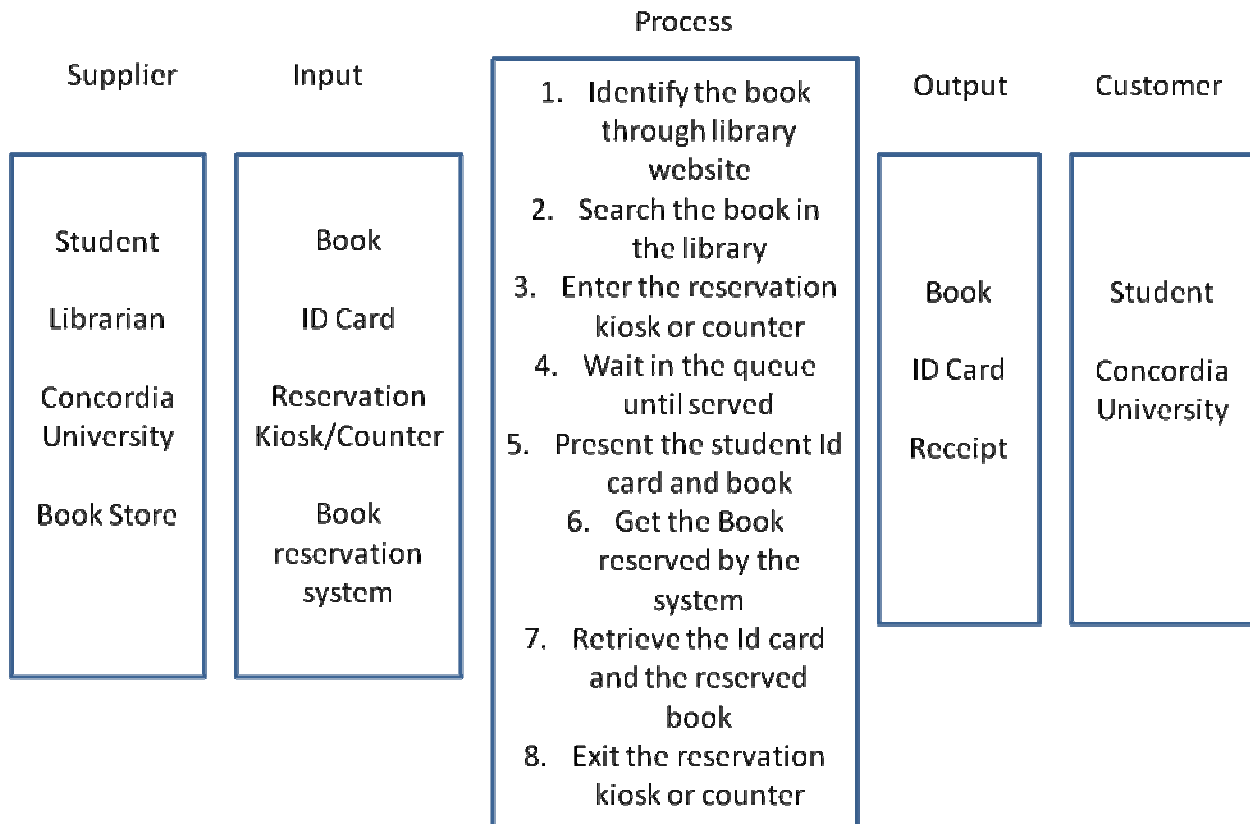 Process
Supplier
Input
Output
Customer
Student
Librarian
Concordia
University
Book Store
Book
ID Card
Reservation
Kiosk/Counter
Book
reservation
system
1. Identify the book
through library
website
2. Search the book in
the library
3. Enter the reservation
kiosk or counter
4. Wait in the queue
until served
5. Present the student Id
card and book
6. Get the Book
reserved by the
system
7. Retrieve the Id card
and the reserved
book
8. Exit the reservation
kiosk or counter
Book
ID Card
Receipt
Student
Concordia
University